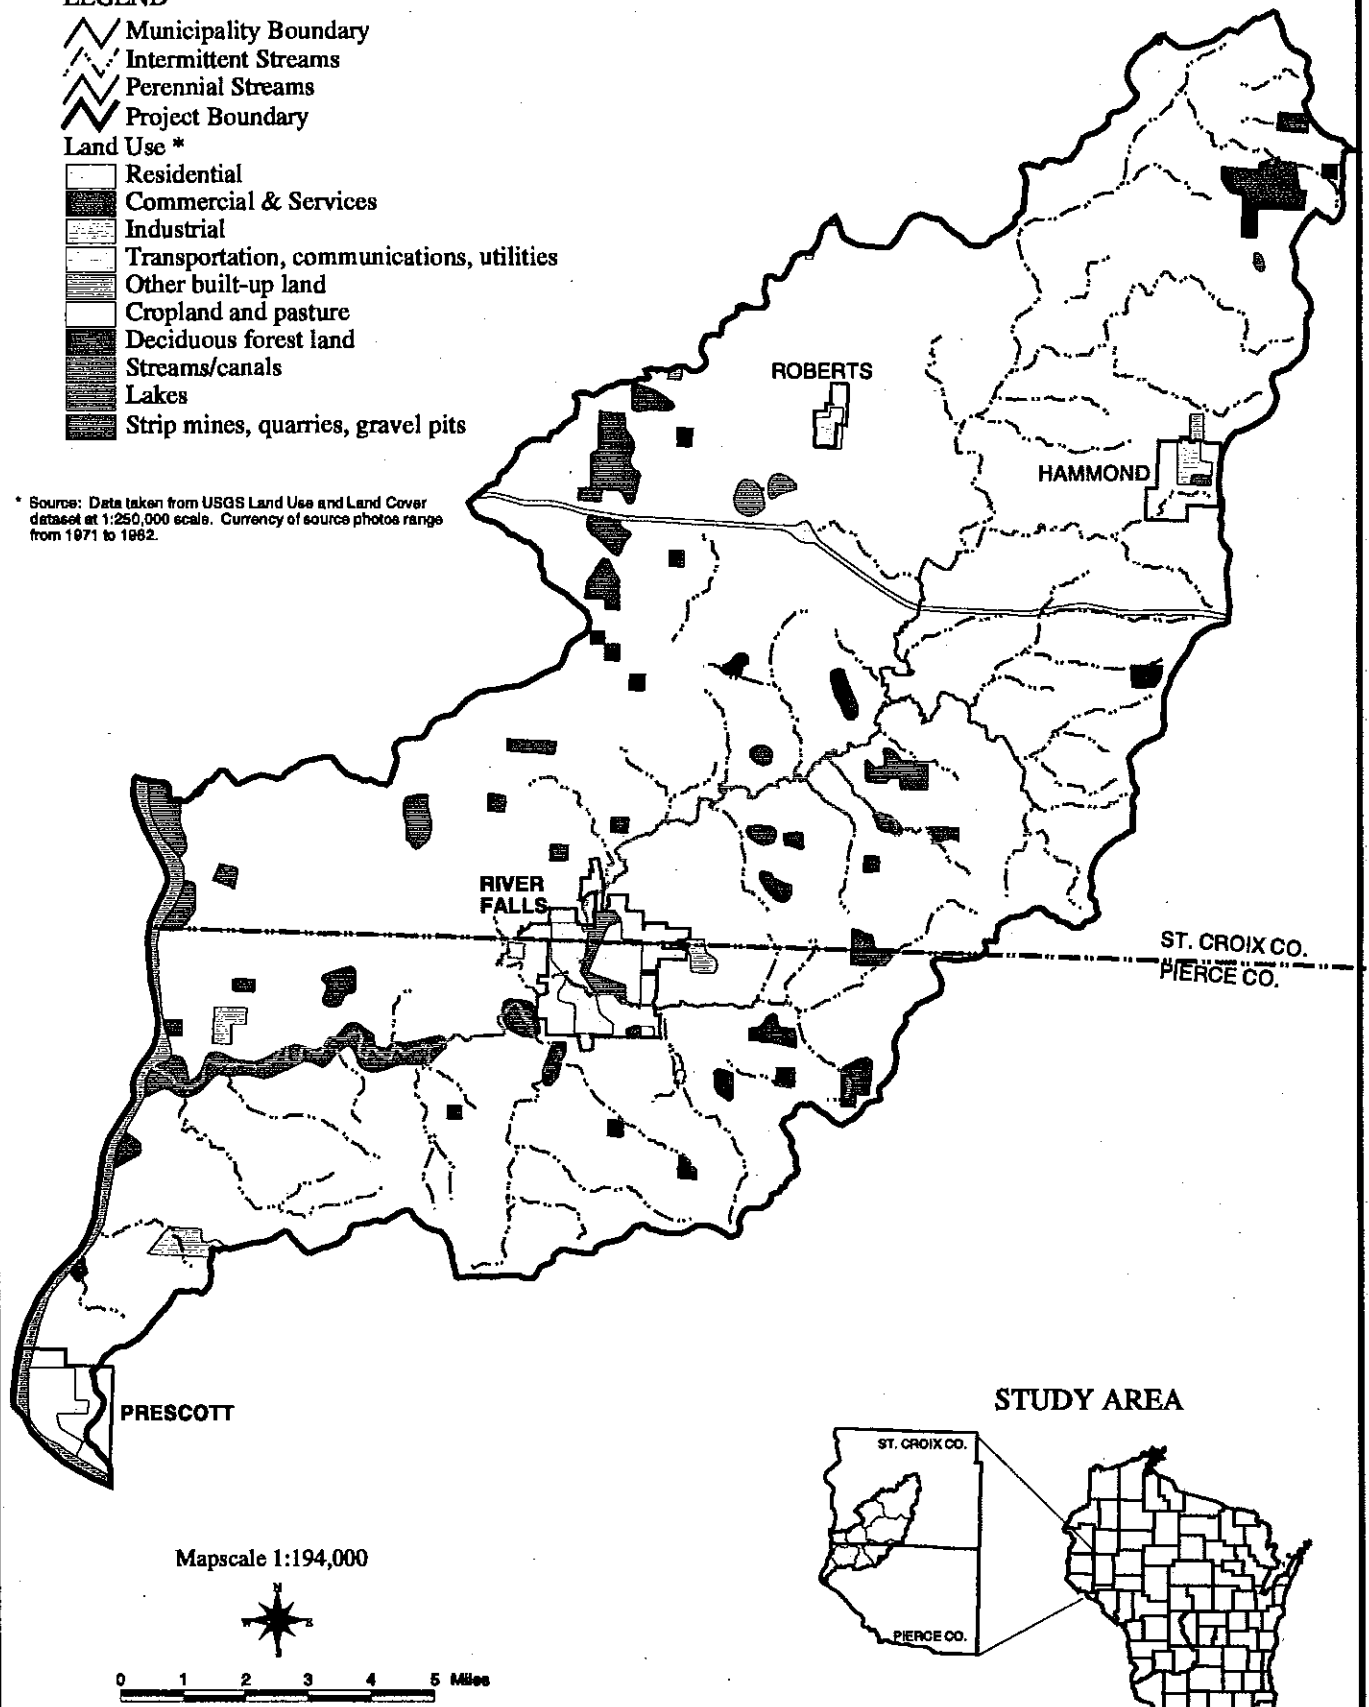 LEGEND
Municipality Boundary
Intermittent Streams
Perennial Streams
Project Boundary
Land Use *
Residential
Commercial & Services
Industrial
Transportation, communications, utilities
Other built-up land
Cropland and pasture
Deciduous forest land
Streams/canals
Lakes
Strip mines, quarries, gravel pits
* Source: Data taken from USGS Land Use and Land Cover
dataset at 1:250,000 scale. Currency of source photos range
from 1971 to 1982.
ROBERTS
HAMMOND
RIVER
FALLS
ST. CROIX CO.
PIERCE CO.
PRESCOTT
STUDY AREA
ST. CROIX CO.
PIERCE CO.
Mapscale 1:194,000
N
W E
S
0 1 2 3 4 5 Miles